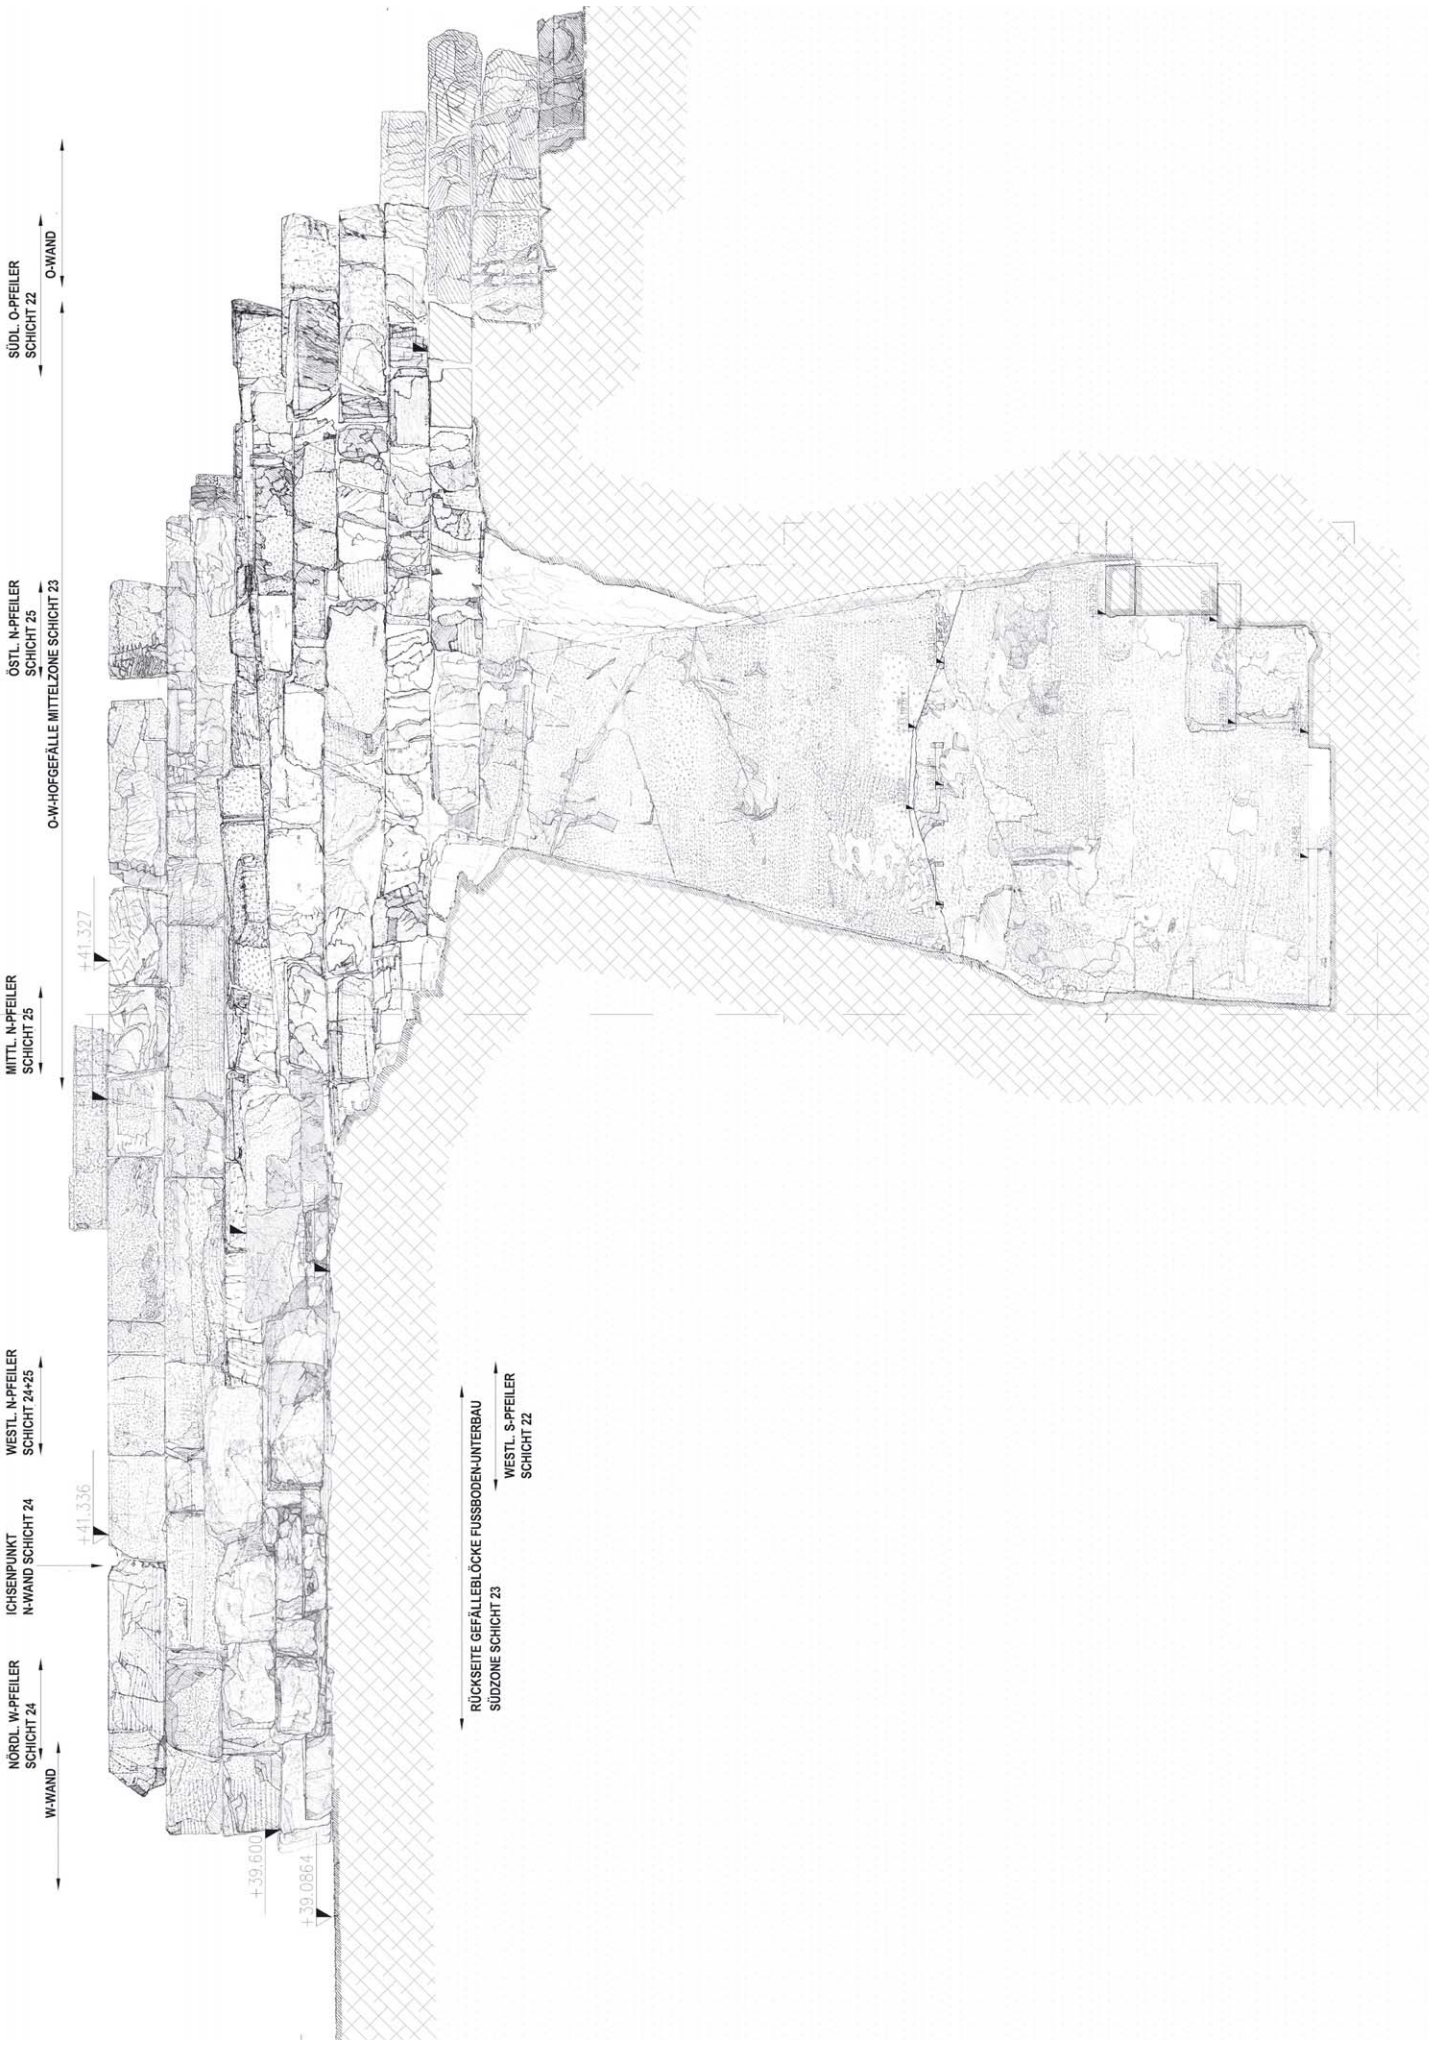 SÜDL. O-PFEILER
SCHICHT 22
O-WAND
ÖSTL. N-PFEILER
SCHICHT 25
O-W-HOFGEFÄLLE MITTELZONE SCHICHT 23
+41.327
MITTL. N-PFEILER
SCHICHT 25
WESTL. N-PFEILER
SCHICHT 24+25
+41.336
ICHSENPUNKT
N-WAND SCHICHT 24
NÖRDL. W-PFEILER
SCHICHT 24
W-WAND
+39.600
+39.0864
RÜCKSEITE GEFÄLLEBLÖCKE FUSSBODEN-UNTERBAU
SÜDZONE SCHICHT 23
WESTL. S-PFEILER
SCHICHT 22